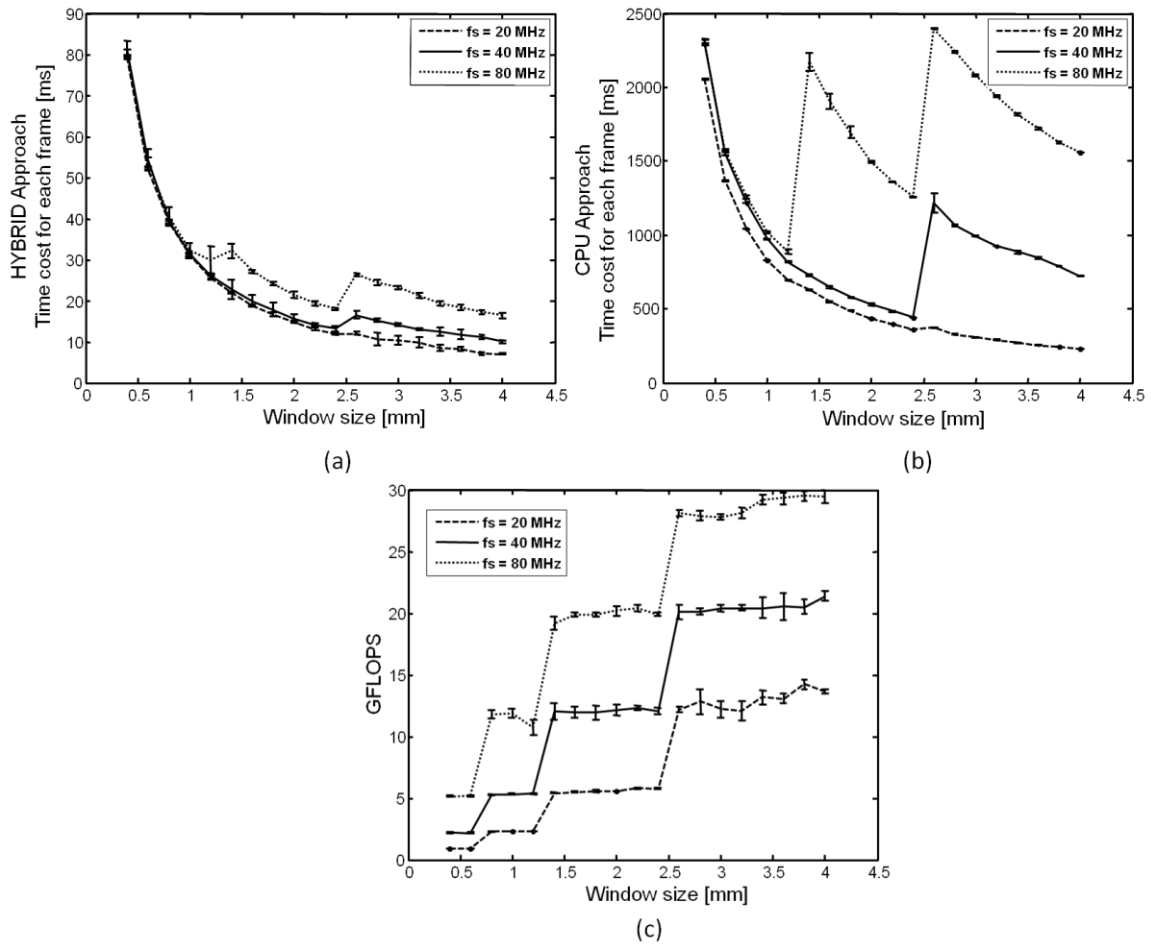 HYBRID Approach
Time cost for each frame [ms]
90
80
70
60
50
40
30
20
10
0
fs = 20 MHz
fs = 40 MHz
fs = 80 MHz
0 0.5 1 1.5 2 2.5 3 3.5 4 4.5
Window size [mm]
(a)
CPU Approach
Time cost for each frame [ms]
2500
2000
1500
1000
500
0
fs = 20 MHz
fs = 40 MHz
fs = 80 MHz
0 0.5 1 1.5 2 2.5 3 3.5 4 4.5
Window size [mm]
(b)
GFLOPS
30
25
20
15
10
5
0
fs = 20 MHz
fs = 40 MHz
fs = 80 MHz
0 0.5 1 1.5 2 2.5 3 3.5 4 4.5
Window size [mm]
(c)